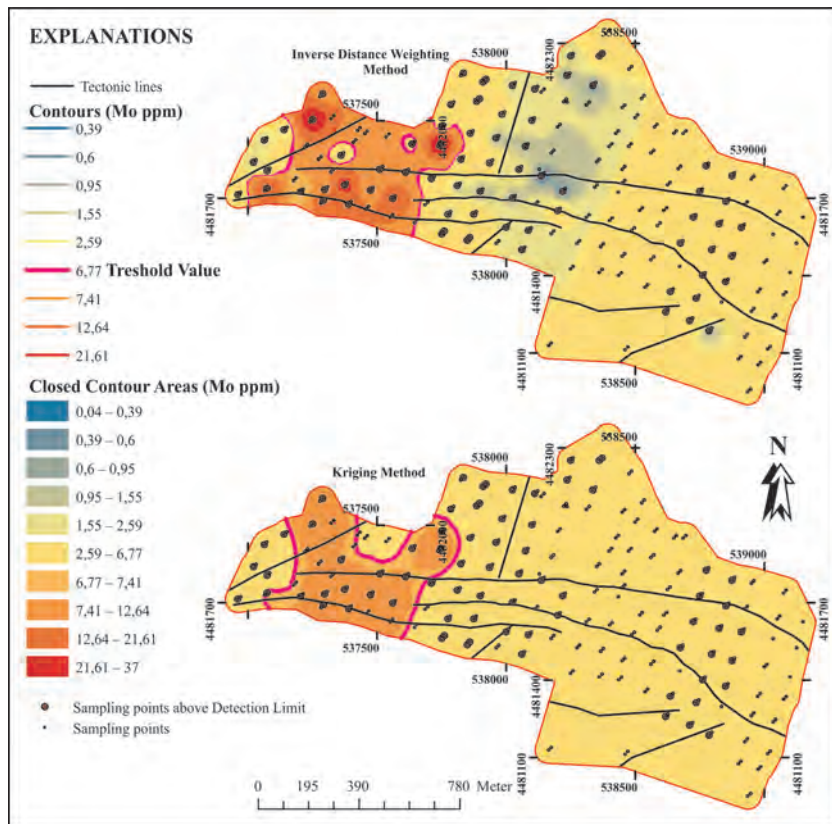 EXPLANATIONS
Tectonic lines
Contours (Mo ppm)
0,39
0,6
0,95
1,55
2,59
6,77 Treshold Value
7,41
12,64
21,61
Closed Contour Areas (Mo ppm)
0,04 – 0,39
0,39 – 0,6
0,6 – 0,95
0,95 – 1,55
1,55 – 2,59
2,59 – 6,77
6,77 – 7,41
7,41 – 12,64
12,64 – 21,61
21,61 – 37
Sampling points above Detection Limit
Sampling points
Inverse Distance Weighting
Method
538000
4482300
538500
537500
4482000
539000
4481700
4481700
537500
538000
4481400
4481100
4481100
538500
Kriging Method
538000
4482300
538500
537500
4482000
539000
4481700
4481700
537500
538000
4481400
4481100
4481100
538500
N
0 195 390 780 Meter